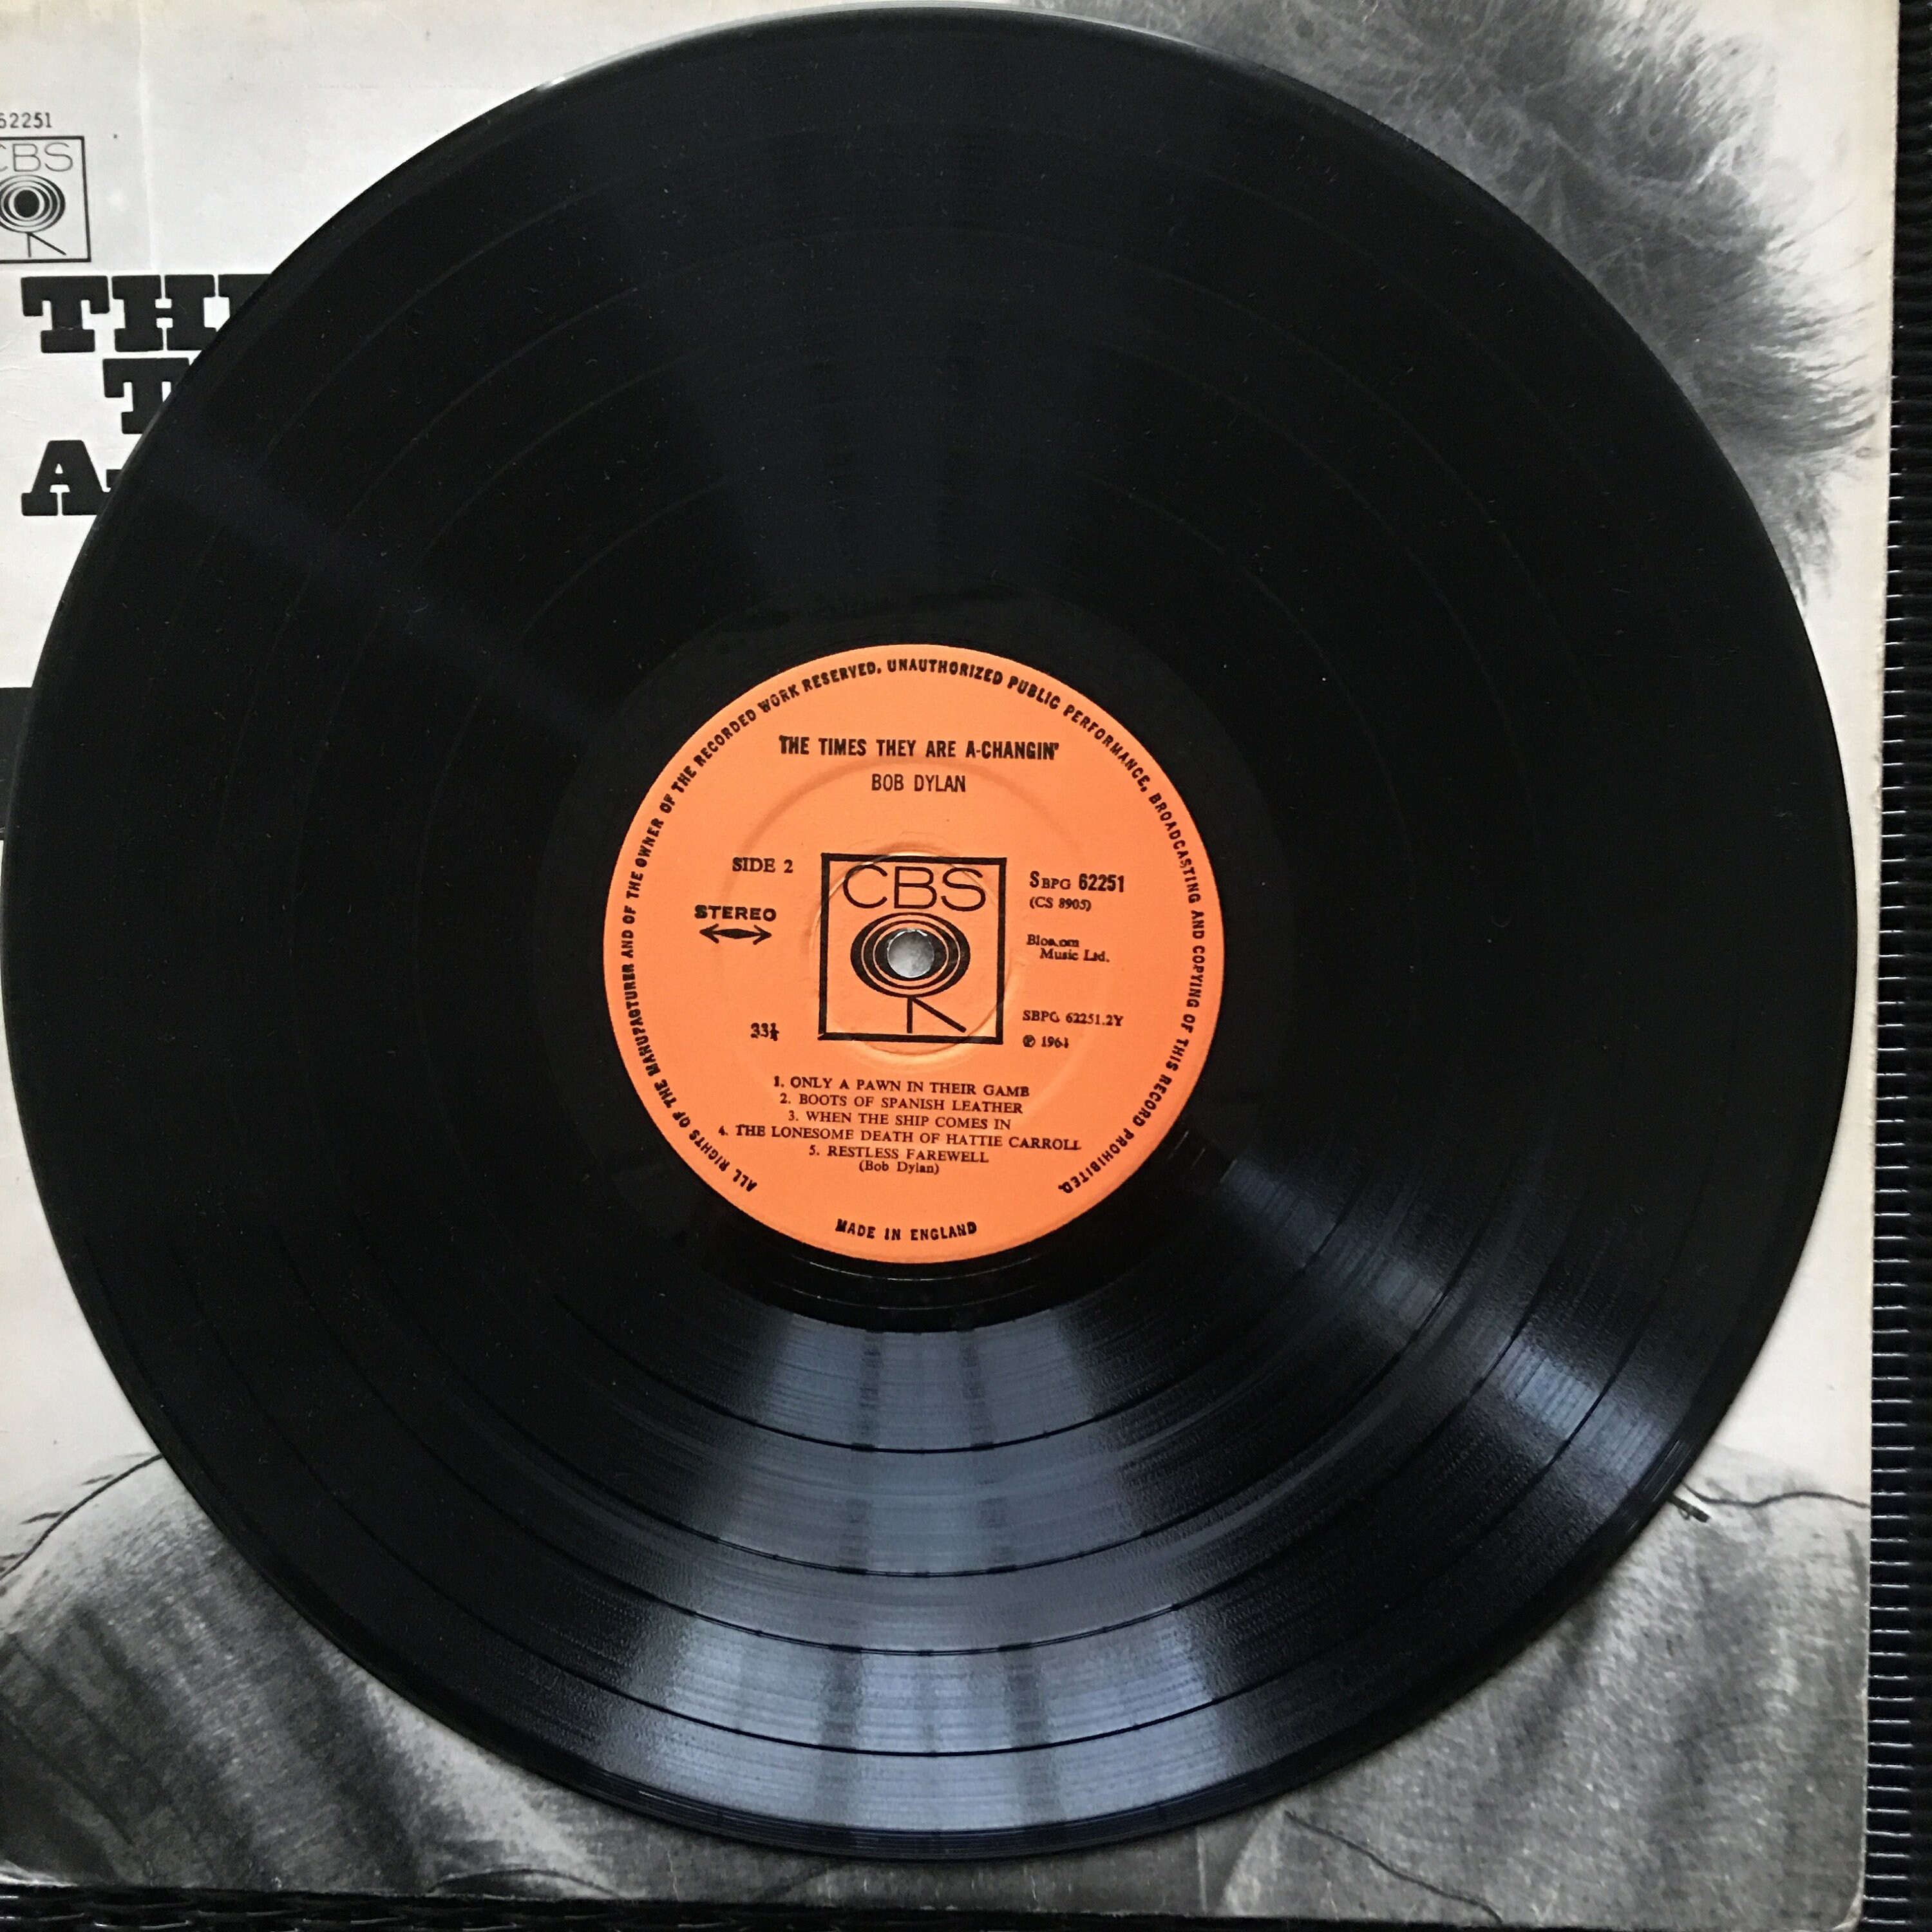 62251
CBS
THE
T
A-
ALL RIGHTS OF THE MANUFACTURER AND OF THE OWNER OF THE RECORDED WORK RESERVED. UNAUTHORIZED PUBLIC PERFORMANCE, BROADCASTING AND COPYING OF THIS RECORD PROHIBITED.
THE TIMES THEY ARE A-CHANGIN'
BOB DYLAN
SIDE 2
STEREO
33⅓
CBS
SBPG 62251
(CS 8905)
Blossom
Music Ltd.
SBPG 62251.2Y
℗ 1964
1. ONLY A PAWN IN THEIR GAME
2. BOOTS OF SPANISH LEATHER
3. WHEN THE SHIP COMES IN
4. THE LONESOME DEATH OF HATTIE CARROLL
5. RESTLESS FAREWELL
(Bob Dylan)
MADE IN ENGLAND